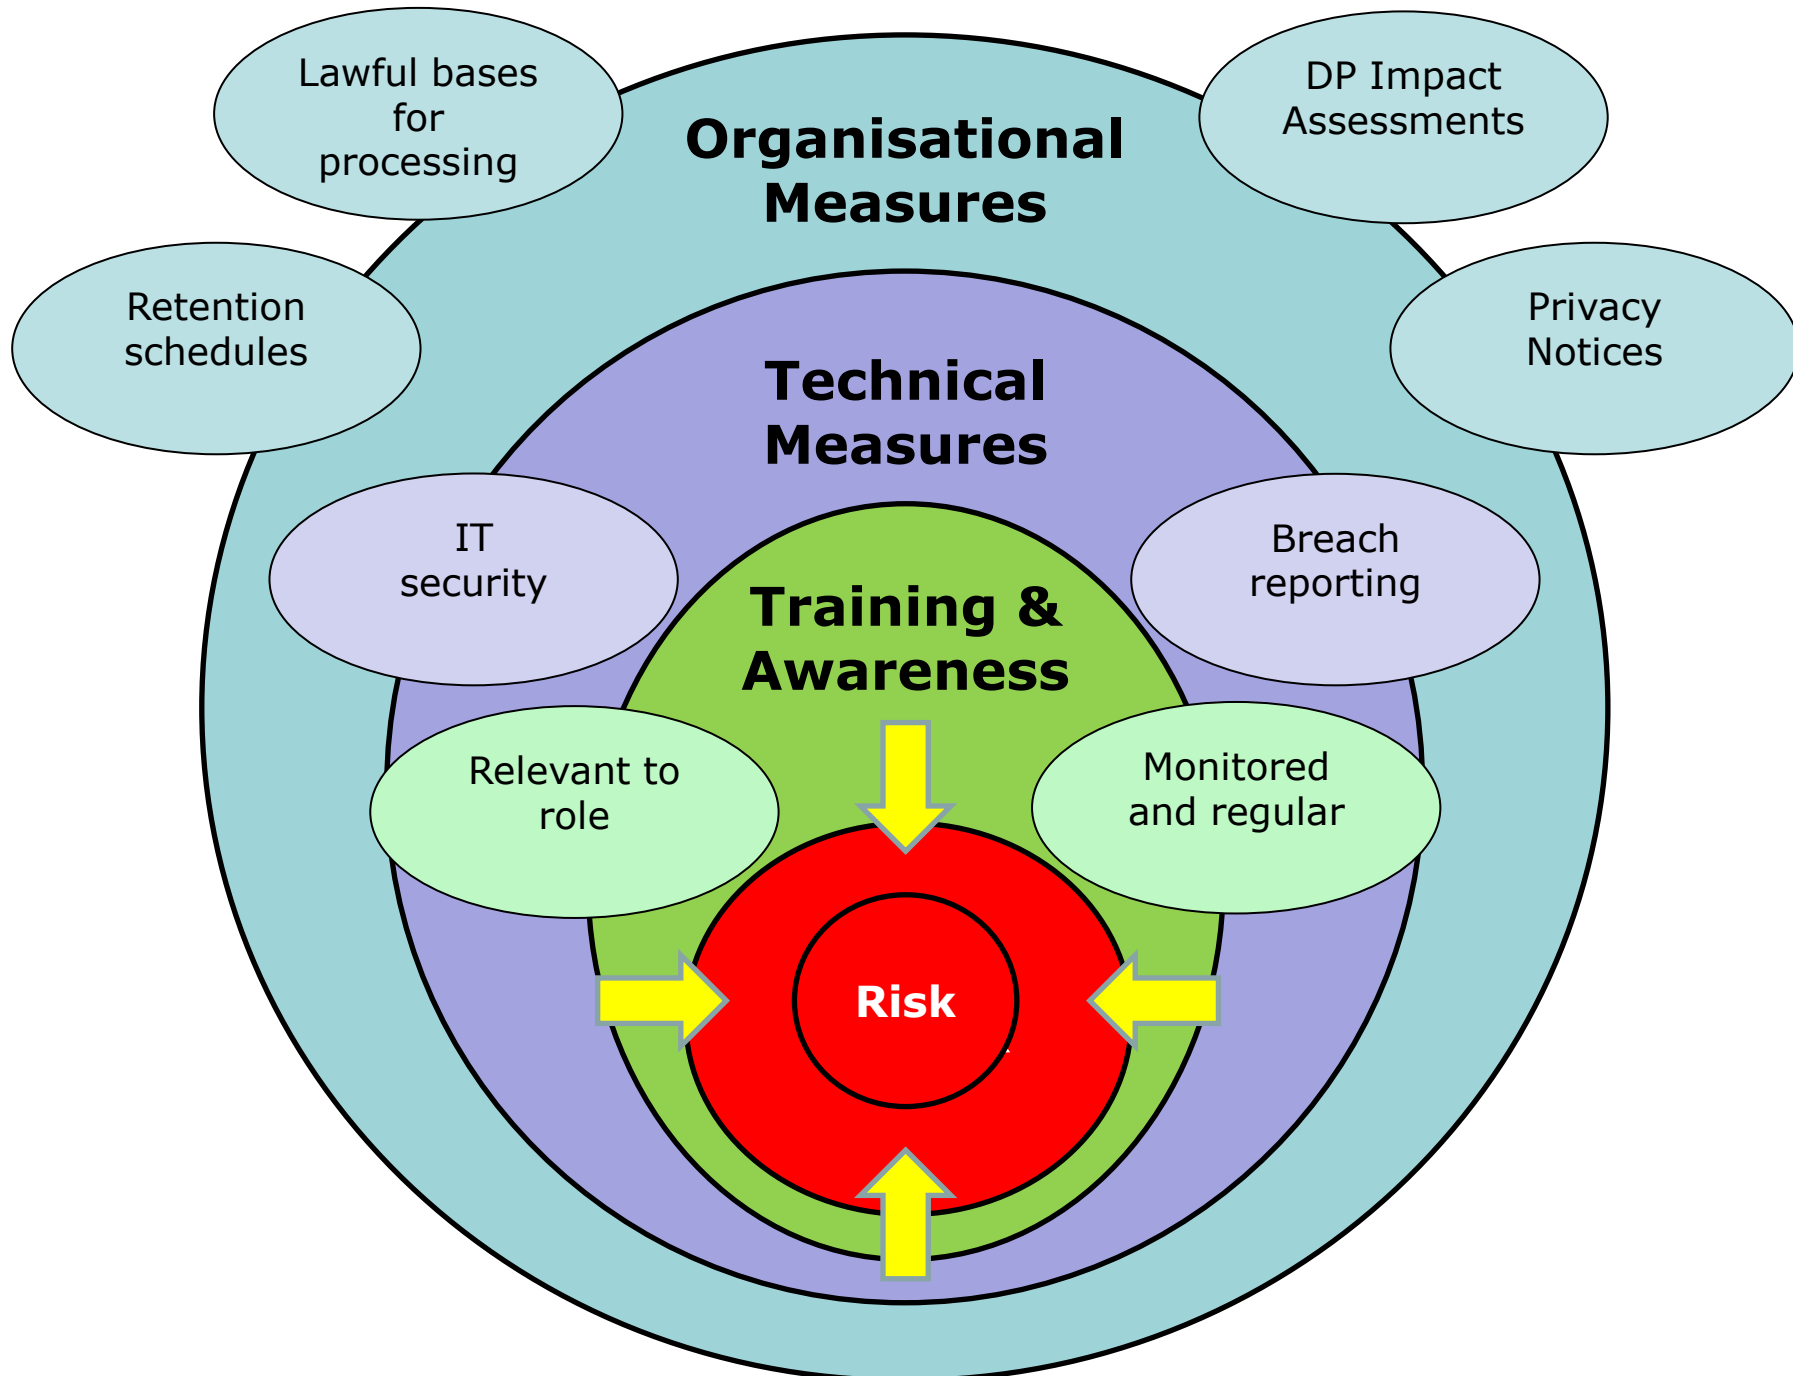 Lawful bases
for
processing
DP Impact
Assessments
Organisational
Measures
Retention
schedules
Privacy
Notices
Technical
Measures
IT
security
Breach
reporting
Training &
Awareness
Relevant to
role
Monitored
and regular
Risk